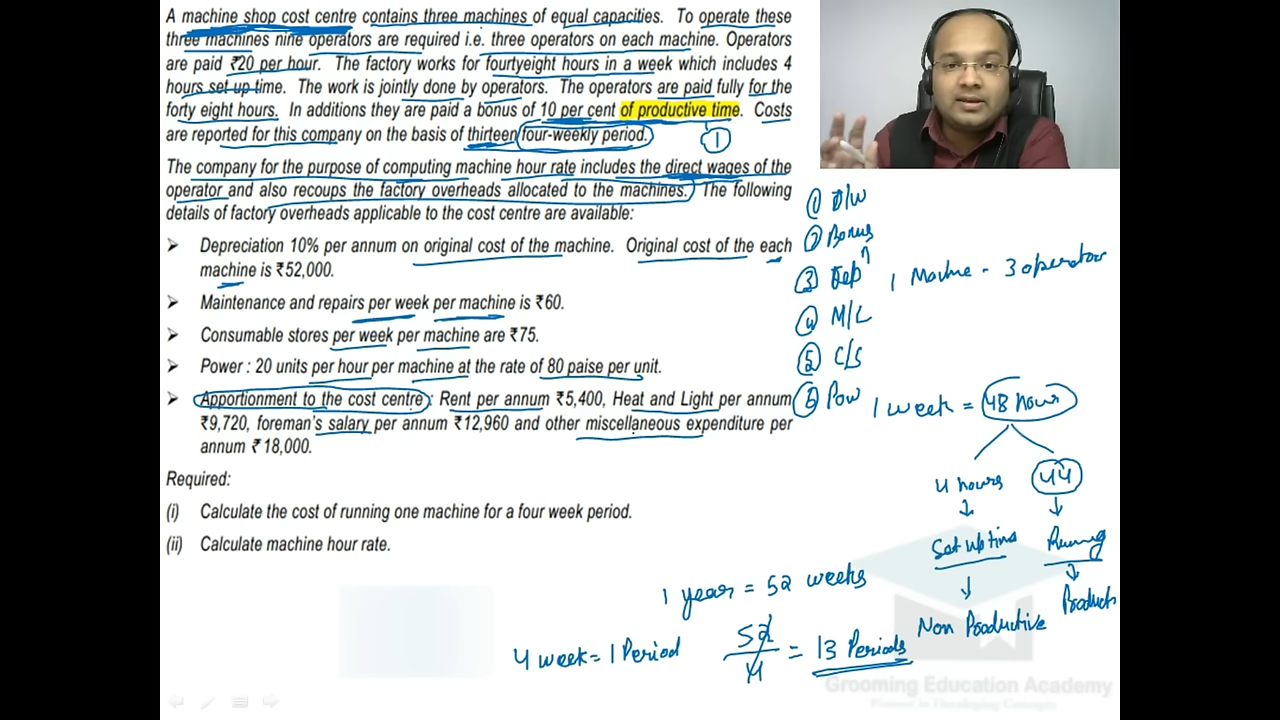 A machine shop cost centre contains three machines of equal capacities. To operate these
three machines nine operators are required i.e. three operators on each machine. Operators
are paid ₹20 per hour. The factory works for fourtyeight hours in a week which includes 4
hours set up time. The work is jointly done by operators. The operators are paid fully for the
forty eight hours. In additions they are paid a bonus of 10 per cent of productive time. Costs
are reported for this company on the basis of thirteen four-weekly period.
1
The company for the purpose of computing machine hour rate includes the direct wages of the
operator and also recoups the factory overheads allocated to the machines. The following
details of factory overheads applicable to the cost centre are available:
➢ Depreciation 10% per annum on original cost of the machine. Original cost of the each
machine is ₹52,000.
➢ Maintenance and repairs per week per machine is ₹60.
➢ Consumable stores per week per machine are ₹75.
➢ Power : 20 units per hour per machine at the rate of 80 paise per unit.
➢ Apportionment to the cost centre : Rent per annum ₹5,400, Heat and Light per annum
₹9,720, foreman's salary per annum ₹12,960 and other miscellaneous expenditure per
annum ₹ 18,000.
Required:
(i) Calculate the cost of running one machine for a four week period.
(ii) Calculate machine hour rate.
① D/W
② Bonus
③ Dep
④ M/C
⑤ C/S
⑥ Pow
1 Machine - 3 operator
1 week = 48 hour
4 hours 44
Set up time Running
Non Productive
1 year = 52 weeks
4 week = 1 Period
52/4 = 13 Periods
Grooming Education Academy
Pioneer in Developing Concepts